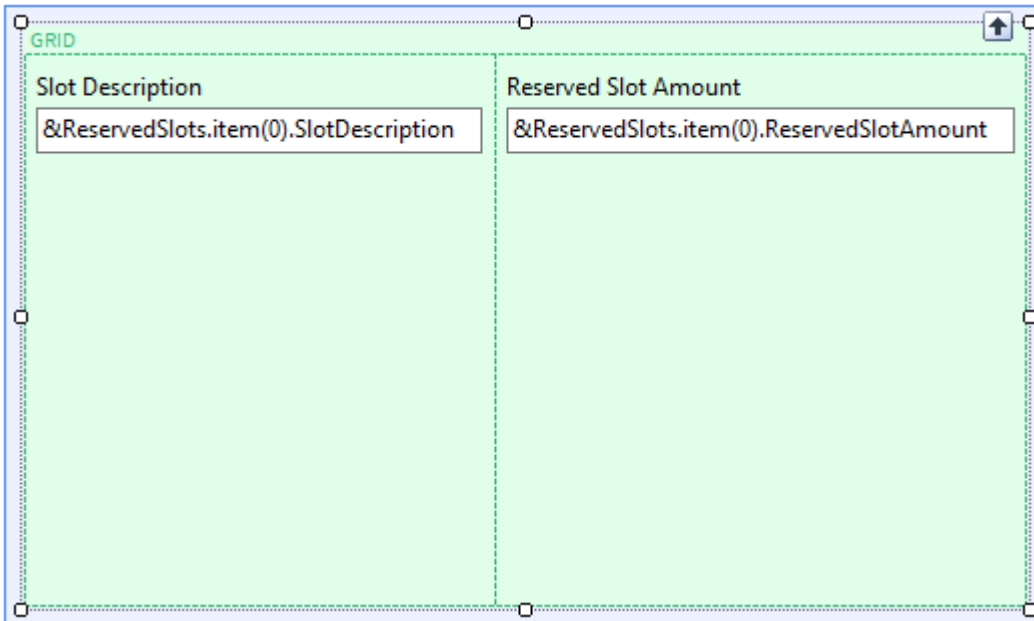 GRID
Slot Description
Reserved Slot Amount
&ReservedSlots.item(0).SlotDescription
&ReservedSlots.item(0).ReservedSlotAmount